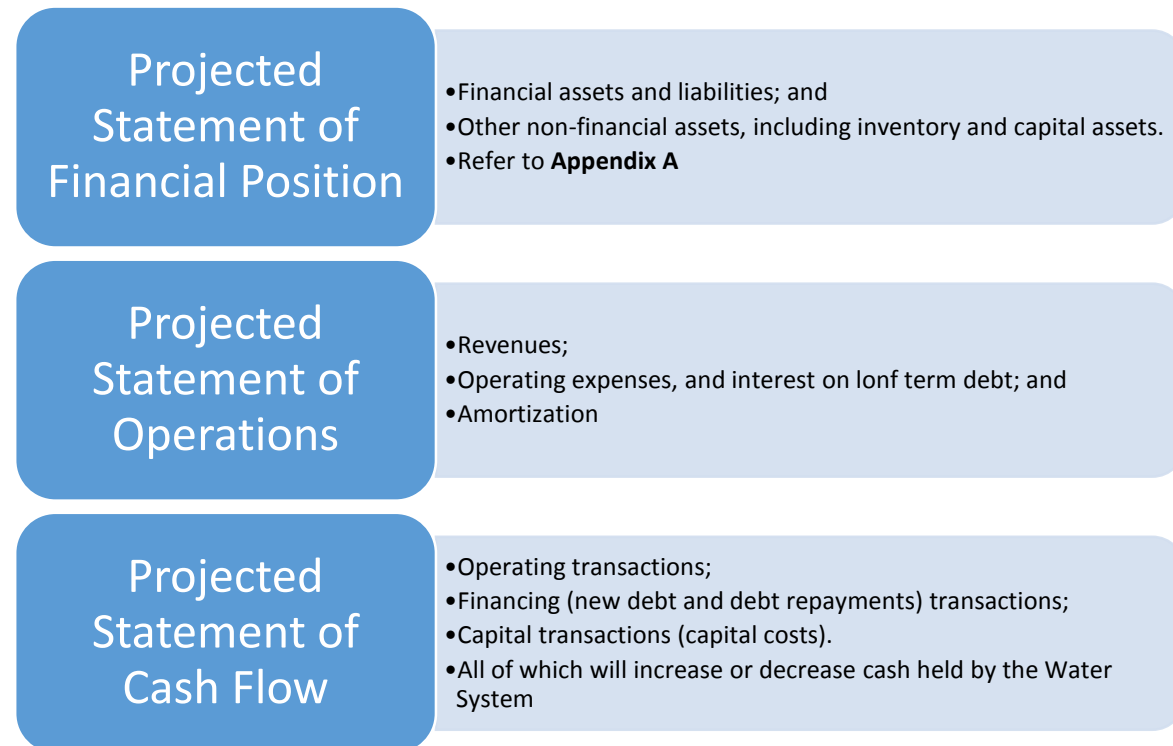 Projected
Statement of
Financial Position
•Financial assets and liabilities; and
•Other non-financial assets, including inventory and capital assets.
•Refer to Appendix A
Projected
Statement of
Operations
•Revenues;
•Operating expenses, and interest on lonf term debt; and
•Amortization
Projected
Statement of
Cash Flow
•Operating transactions;
•Financing (new debt and debt repayments) transactions;
•Capital transactions (capital costs).
•All of which will increase or decrease cash held by the Water
System